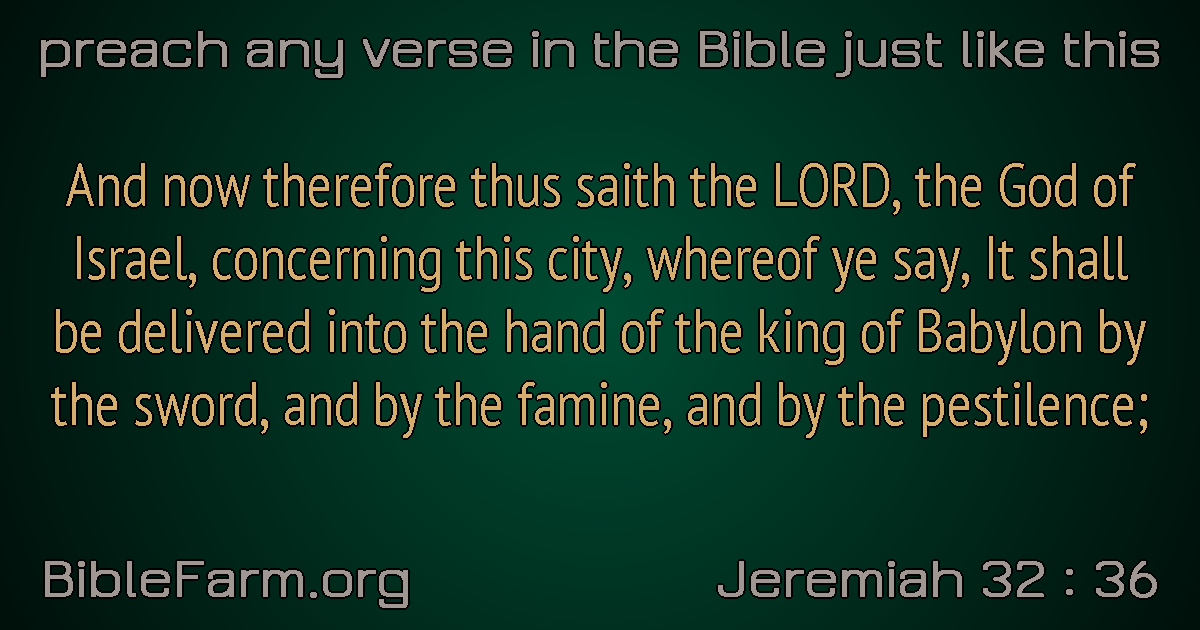 preach any verse in the Bible just like this
And now therefore thus saith the LORD, the God of
Israel, concerning this city, whereof ye say, It shall
be delivered into the hand of the king of Babylon by
the sword, and by the famine, and by the pestilence;
BibleFarm.org
Jeremiah 32 : 36